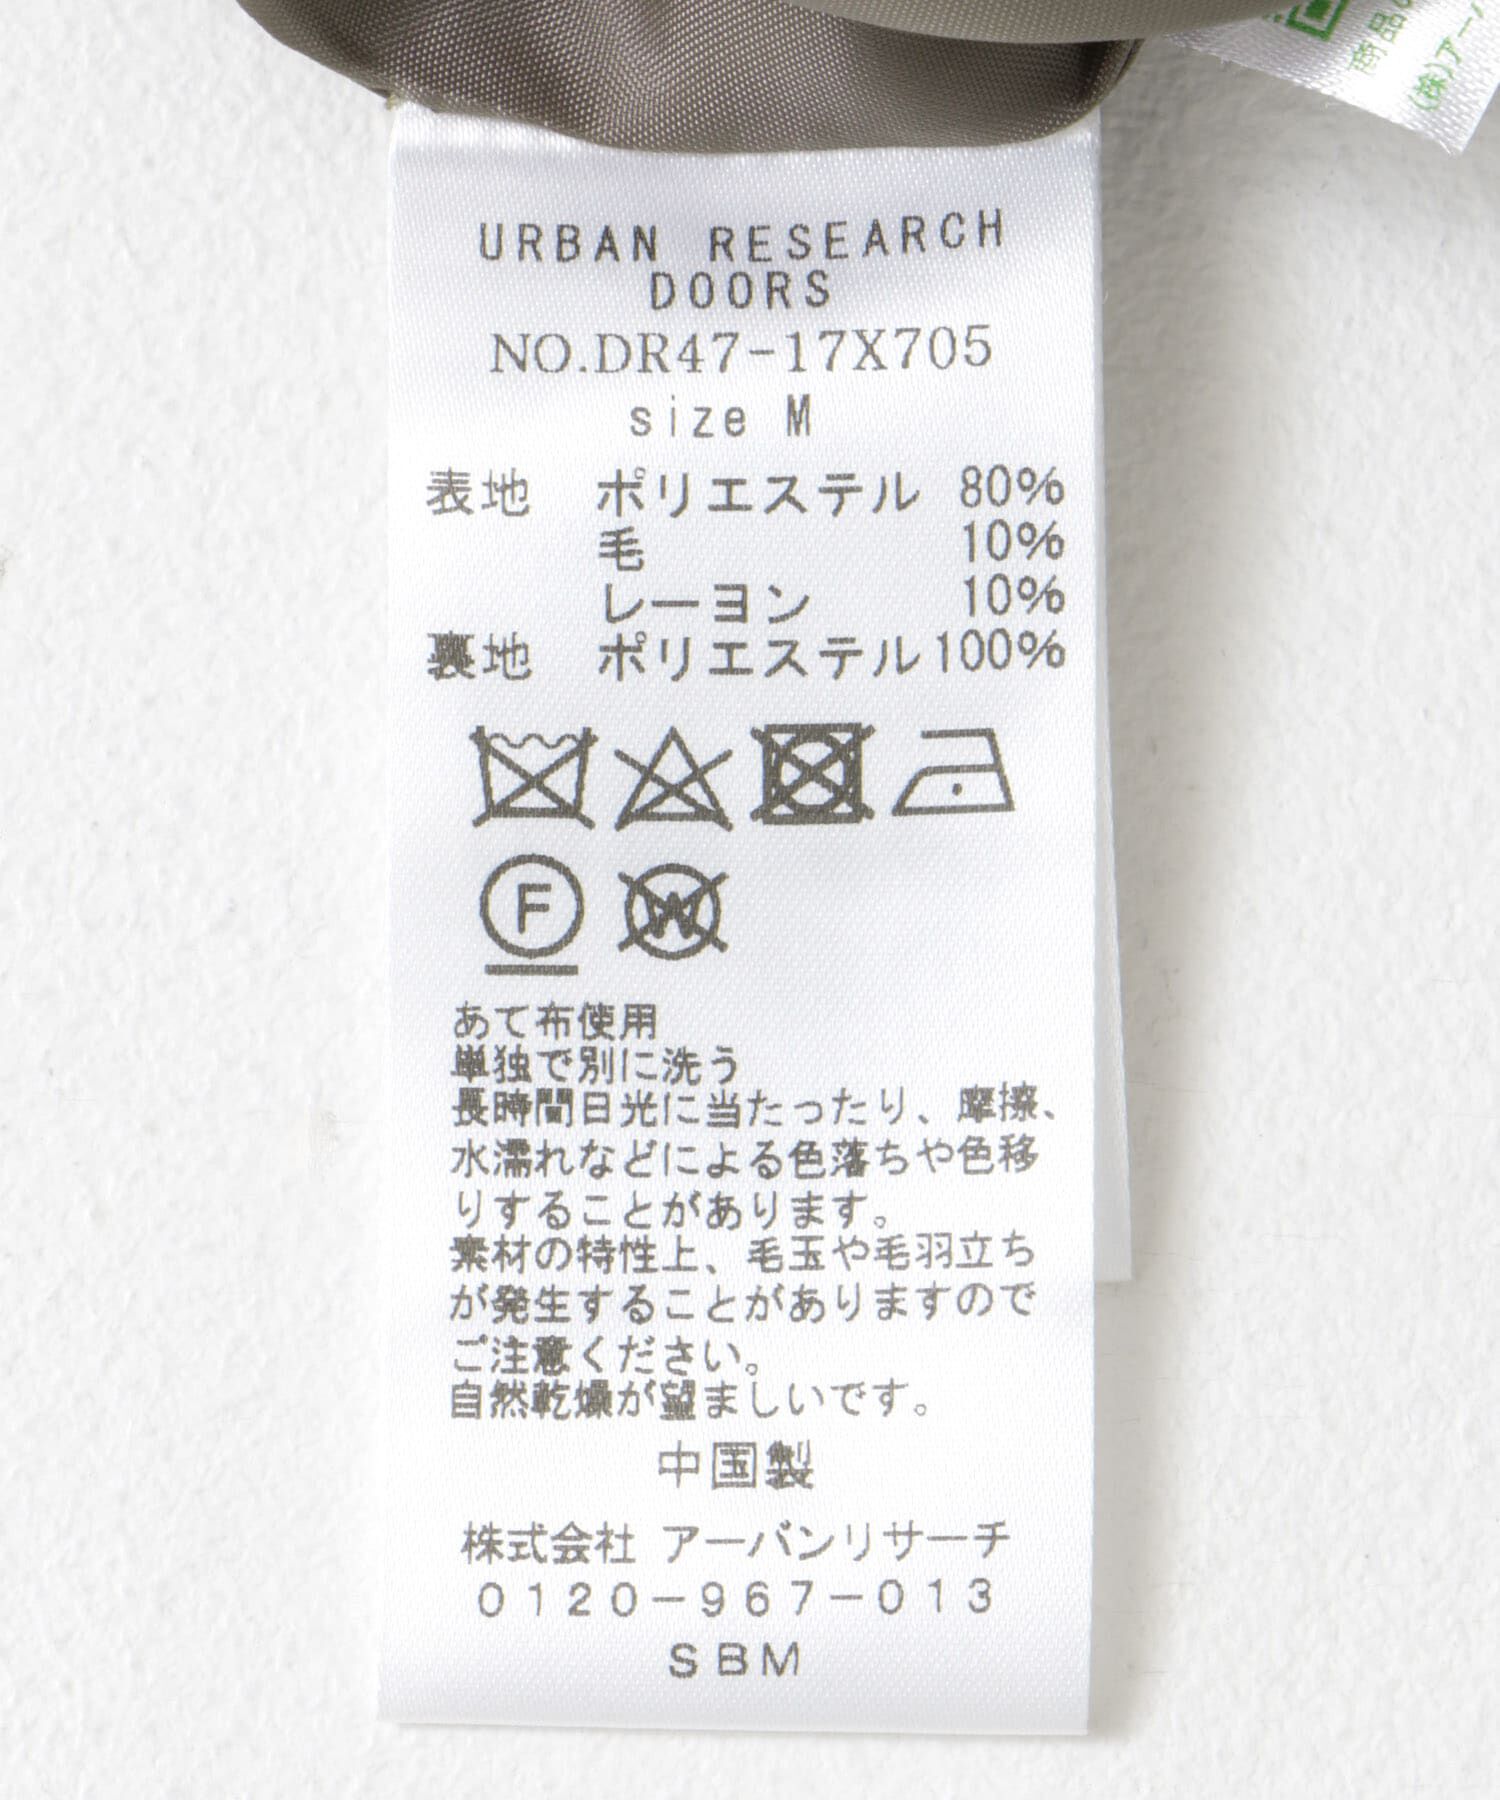 商品の
(株)アーバ
URBAN RESEARCH
DOORS
NO.DR47-17X705
size M
表地 ポリエステル 80%
毛 10%
レーヨン 10%
裏地 ポリエステル100%
F
W
あて布使用
単独で別に洗う
長時間日光に当たったり、摩擦、
水濡れなどによる色落ちや色移
りすることがあります。
素材の特性上、毛玉や毛羽立ち
が発生することがありますので
ご注意ください。
自然乾燥が望ましいです。
中国製
株式会社 アーバンリサーチ
0120-967-013
SBM